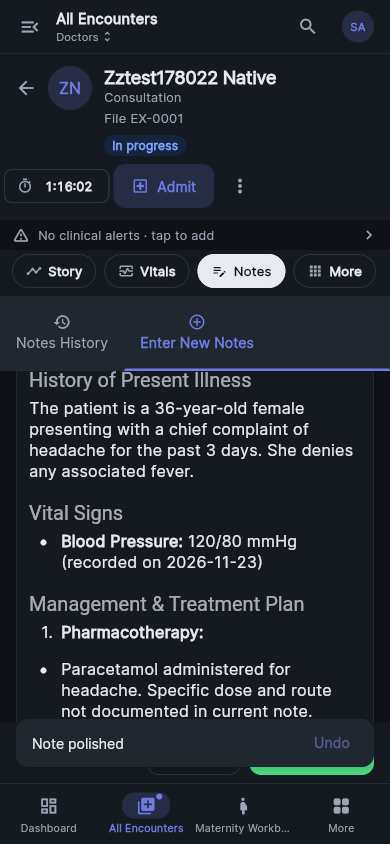 All Encounters
Doctors
SA
ZN
Zztest178022 Native
Consultation
File EX-0001
In progress
1:16:02
Admit
No clinical alerts · tap to add
Story
Vitals
Notes
More
Notes History
Enter New Notes
History of Present Illness
The patient is a 36-year-old female
presenting with a chief complaint of
headache for the past 3 days. She denies
any associated fever.
Vital Signs
• Blood Pressure: 120/80 mmHg
(recorded on 2026-11-23)
Management & Treatment Plan
1. Pharmacotherapy:
• Paracetamol administered for
headache. Specific dose and route
not documented in current note.
Note polished
Undo
Dashboard
All Encounters
Maternity Workb...
More